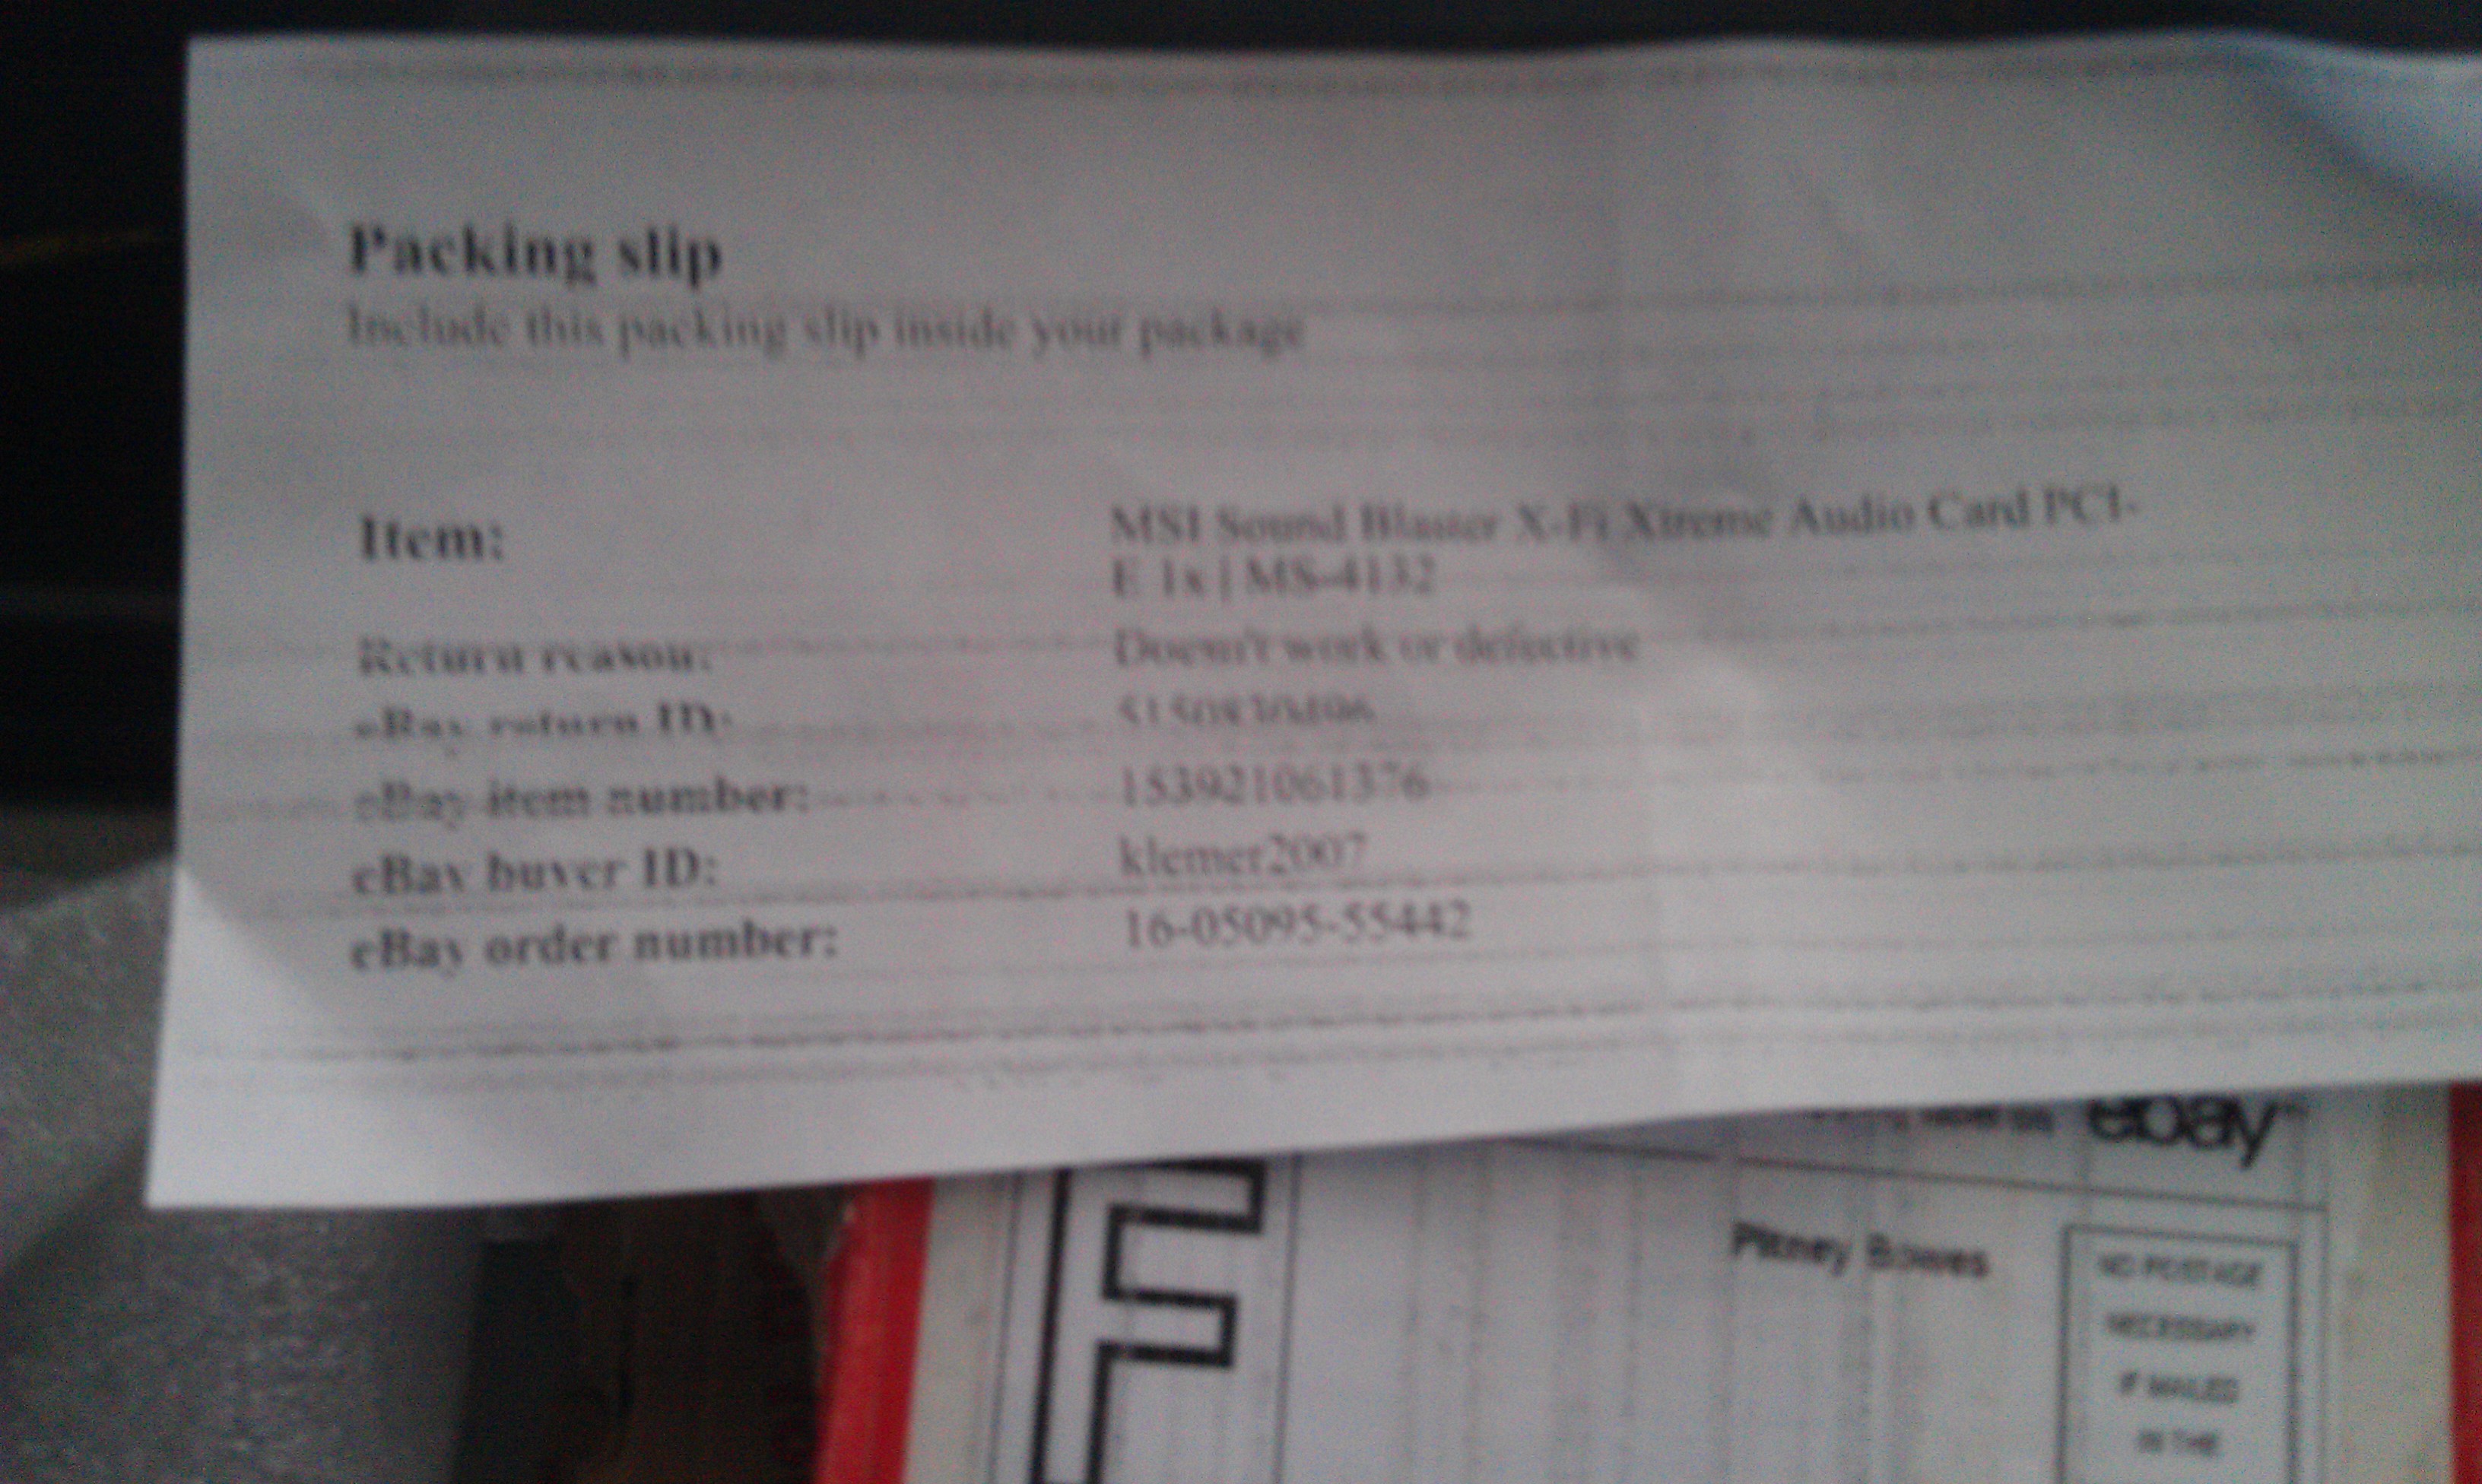 Packing slip
Include this packing slip inside your package
Item: MSI Sound Blaster X-Fi Xtreme Audio Card PCI-
E 1x | MS-4132
Return reason: Doesn't work or defective
eBay return ID:
eBay item number: 153921061376
eBay buyer ID: klemer2007
eBay order number: 16-05095-55442
ebay
F
Pitney Bowes
NO POSTAGE
NECESSARY
IF MAILED
IN THE